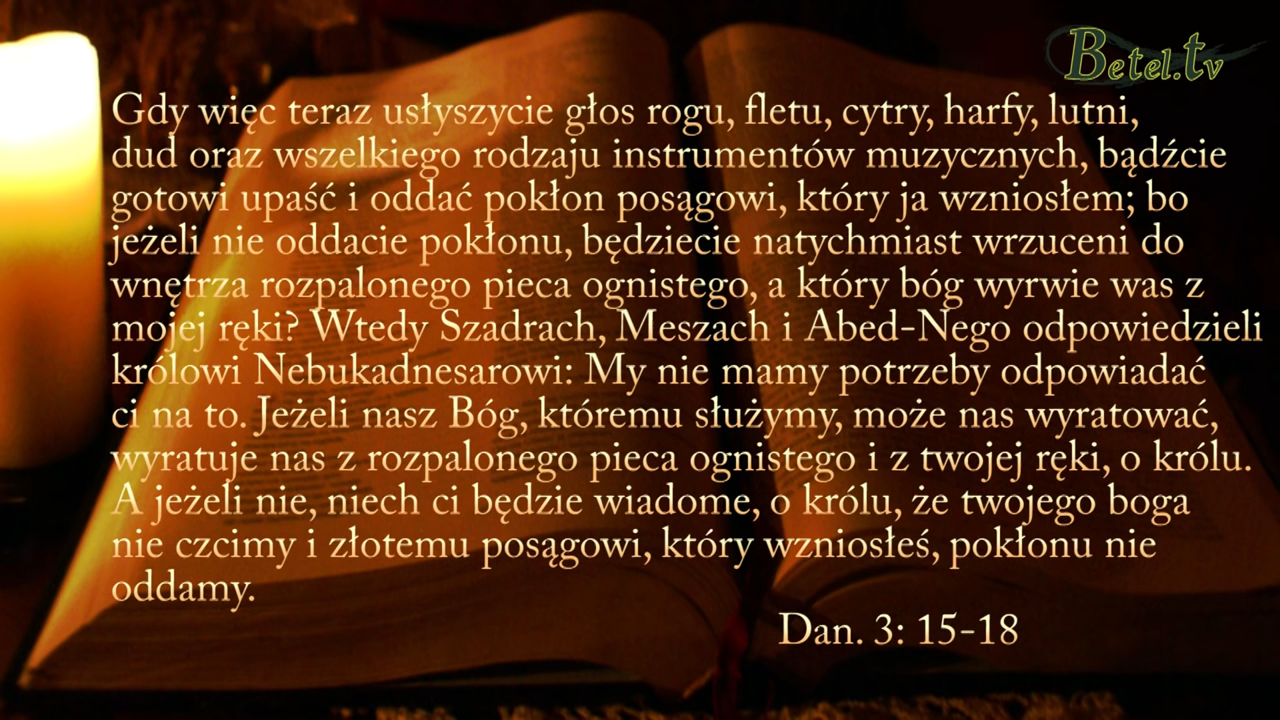 Betel.tv
Gdy więc teraz usłyszycie głos rogu, fletu, cytry, harfy, lutni,
dud oraz wszelkiego rodzaju instrumentów muzycznych, bądźcie
gotowi upaść i oddać pokłon posągowi, który ja wzniosłem; bo
jeżeli nie oddacie pokłonu, będziecie natychmiast wrzuceni do
wnętrza rozpalonego pieca ognistego, a który bóg wyrwie was z
mojej ręki? Wtedy Szadrach, Meszach i Abed-Nego odpowiedzieli
królowi Nebukadnesarowi: My nie mamy potrzeby odpowiadać
ci na to. Jeżeli nasz Bóg, któremu służymy, może nas wyratować,
wyratuje nas z rozpalonego pieca ognistego i z twojej ręki, o królu.
A jeżeli nie, niech ci będzie wiadome, o królu, że twojego boga
nie czcimy i złotemu posągowi, który wzniosłeś, pokłonu nie
oddamy.
Dan. 3: 15-18